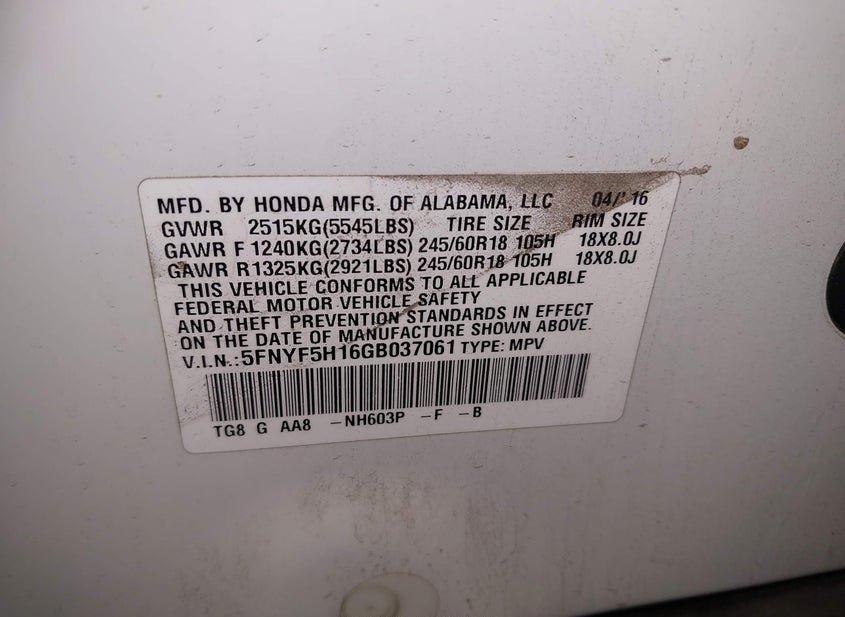 MFD. BY HONDA MFG. OF ALABAMA, LLC 04/'16
GVWR 2515KG(5545LBS) TIRE SIZE RIM SIZE
GAWR F 1240KG(2734LBS) 245/60R18 105H 18X8.0J
GAWR R 1325KG(2921LBS) 245/60R18 105H 18X8.0J
THIS VEHICLE CONFORMS TO ALL APPLICABLE
FEDERAL MOTOR VEHICLE SAFETY
AND THEFT PREVENTION STANDARDS IN EFFECT
ON THE DATE OF MANUFACTURE SHOWN ABOVE.
V.I.N.:5FNYF5H16GB037061 TYPE: MPV
TG8 G AA8 -NH603P -F -B